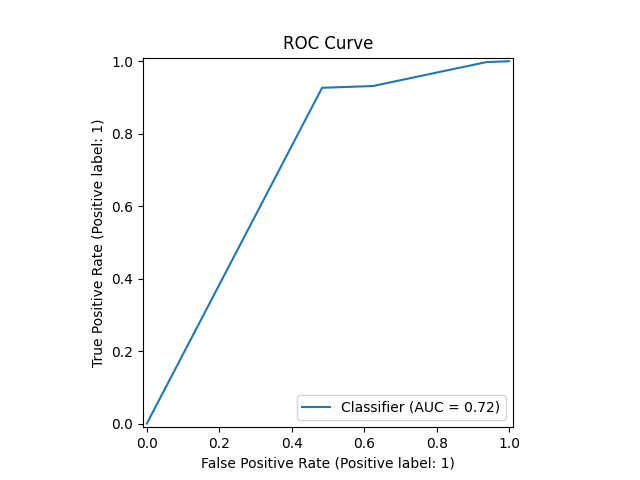 ROC Curve
True Positive Rate (Positive label: 1)
1.0
0.8
0.6
0.4
0.2
0.0
Classifier (AUC = 0.72)
0.0 0.2 0.4 0.6 0.8 1.0
False Positive Rate (Positive label: 1)